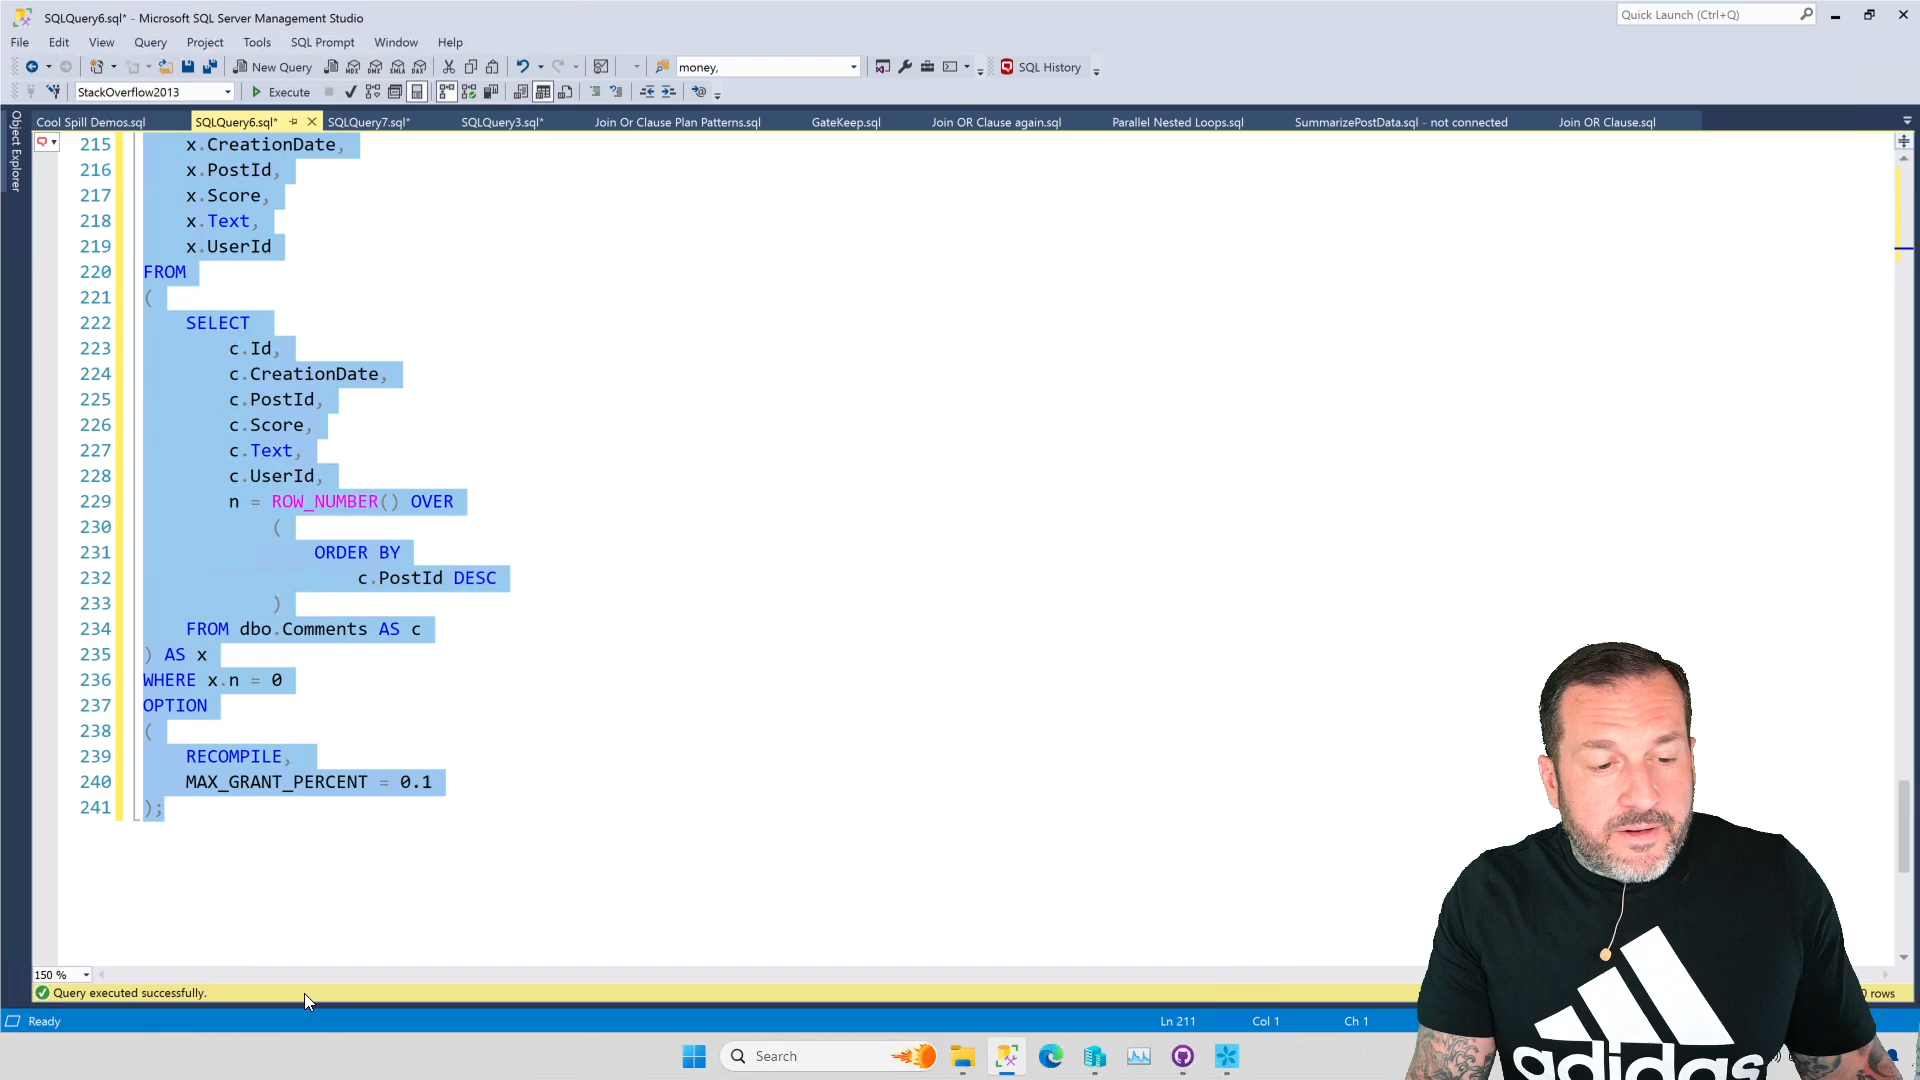 SQLQuery6.sql* - Microsoft SQL Server Management Studio
Quick Launch (Ctrl+Q)
File Edit View Query Project Tools SQL Prompt Window Help
New Query
money,
SQL History
StackOverflow2013
Execute
Object Explorer
Cool Spill Demos.sql
SQLQuery6.sql*
SQLQuery7.sql*
SQLQuery3.sql*
Join Or Clause Plan Patterns.sql
GateKeep.sql
Join OR Clause again.sql
Parallel Nested Loops.sql
SummarizePostData.sql - not connected
Join OR Clause.sql
215 x.CreationDate,
216 x.PostId,
217 x.Score,
218 x.Text,
219 x.UserId
220 FROM
221 (
222 SELECT
223 c.Id,
224 c.CreationDate,
225 c.PostId,
226 c.Score,
227 c.Text,
228 c.UserId,
229 n = ROW_NUMBER() OVER
230 (
231 ORDER BY
232 c.PostId DESC
233 )
234 FROM dbo.Comments AS c
235 ) AS x
236 WHERE x.n = 0
237 OPTION
238 (
239 RECOMPILE,
240 MAX_GRANT_PERCENT = 0.1
241 );
150 %
Query executed successfully.
rows
Ready
Ln 211
Col 1
Ch 1
Search
adidas